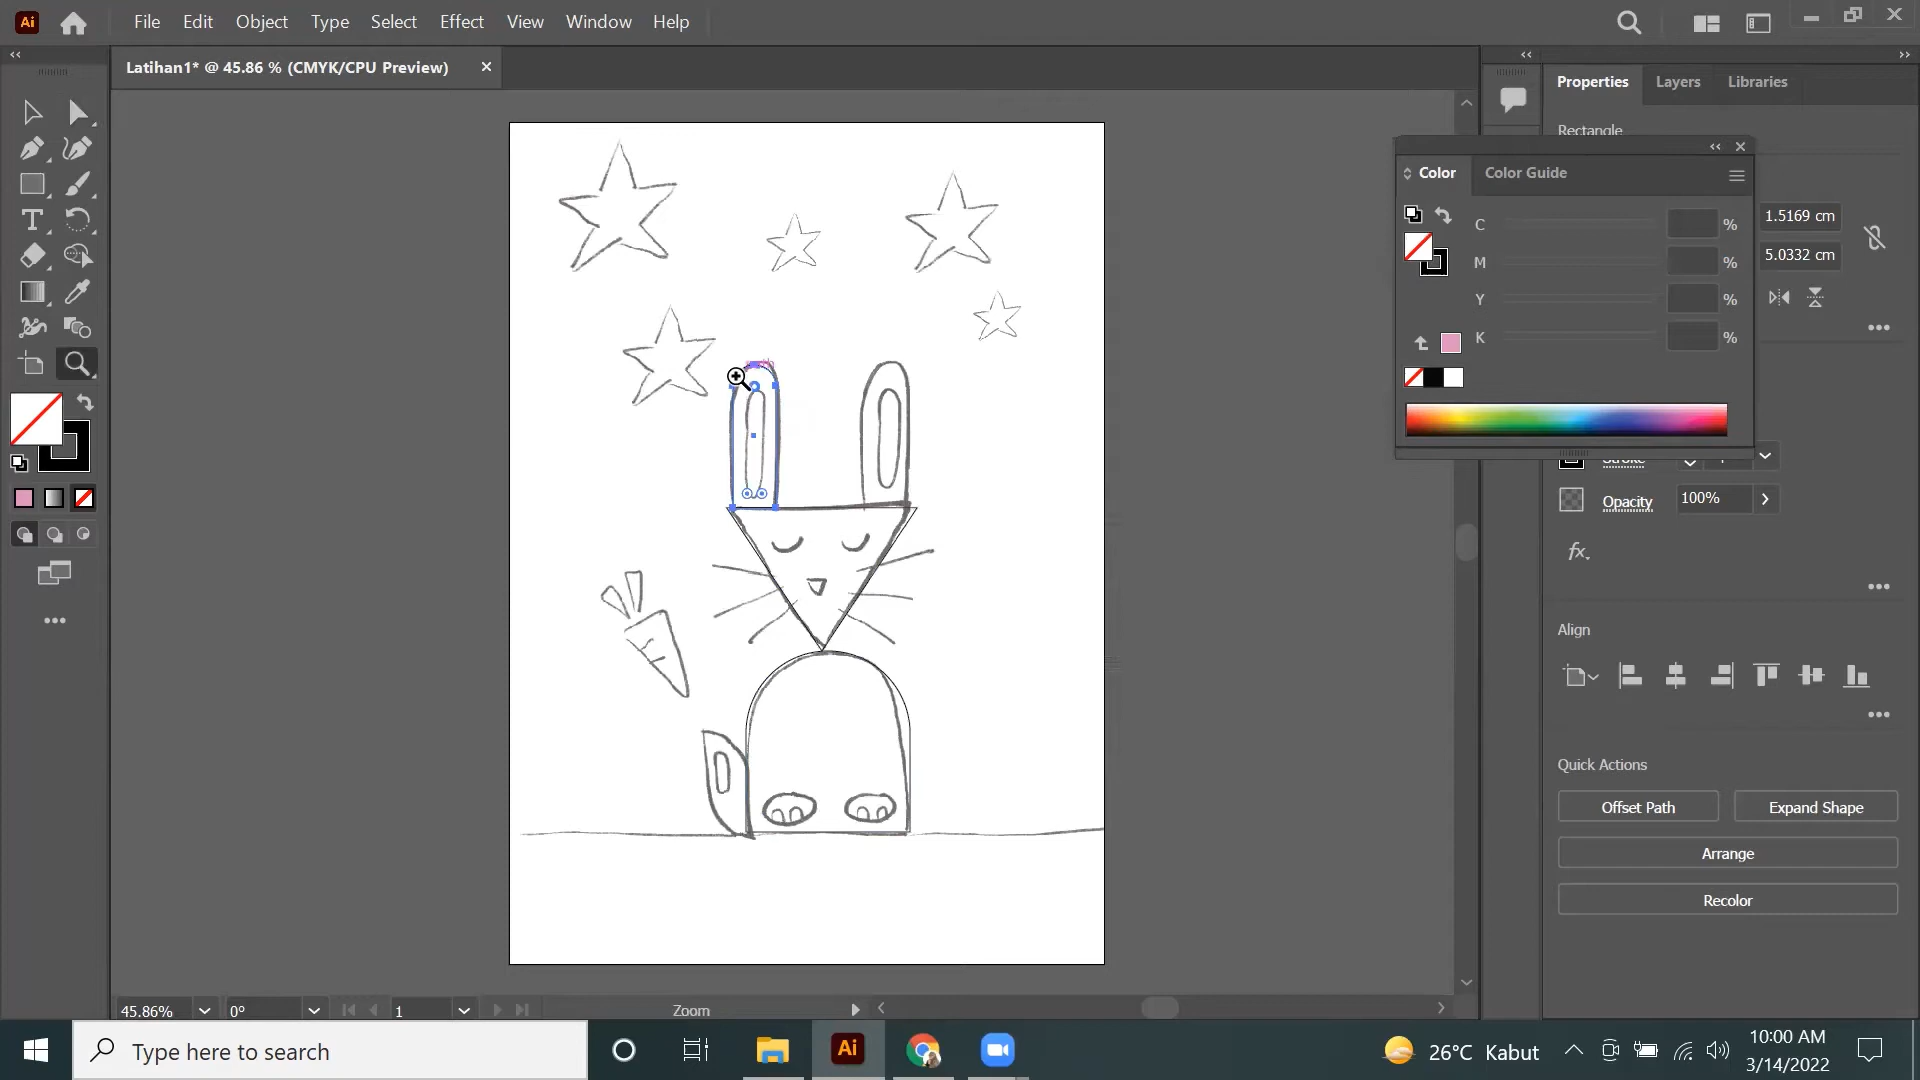 Ai File Edit Object Type Select Effect View Window Help
Latihan1* @ 45.86 % (CMYK/CPU Preview)
Properties Layers Libraries
Rectangle
Color Color Guide
C %
M %
Y %
K %
1.5169 cm
5.0332 cm
Stroke
Opacity 100%
fx.
Align
Quick Actions
Offset Path Expand Shape
Arrange
Recolor
45.86% 0° 1 Zoom
Type here to search
Ai
26°C Kabut
10:00 AM
3/14/2022